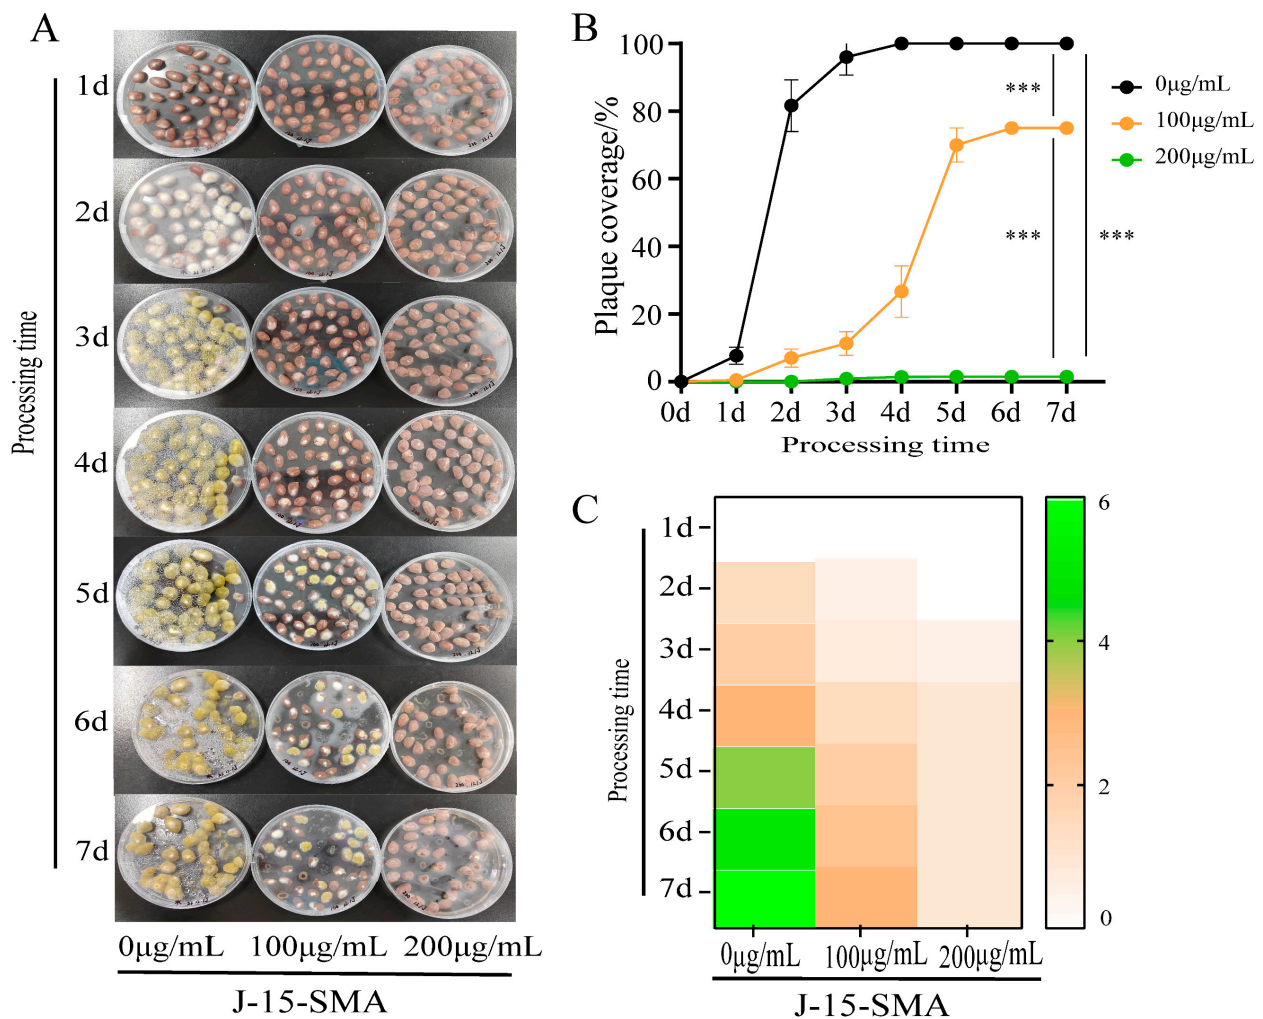 A
Processing time
1d
2d
3d
4d
5d
6d
7d
0μg/mL 100μg/mL 200μg/mL
J-15-SMA
B
Plaque coverage/%
100
80
60
40
20
0
0d 1d 2d 3d 4d 5d 6d 7d
Processing time
***
***
***
0μg/mL
100μg/mL
200μg/mL
C
Processing time
1d
2d
3d
4d
5d
6d
7d
0μg/mL 100μg/mL 200μg/mL
J-15-SMA
6
4
2
0